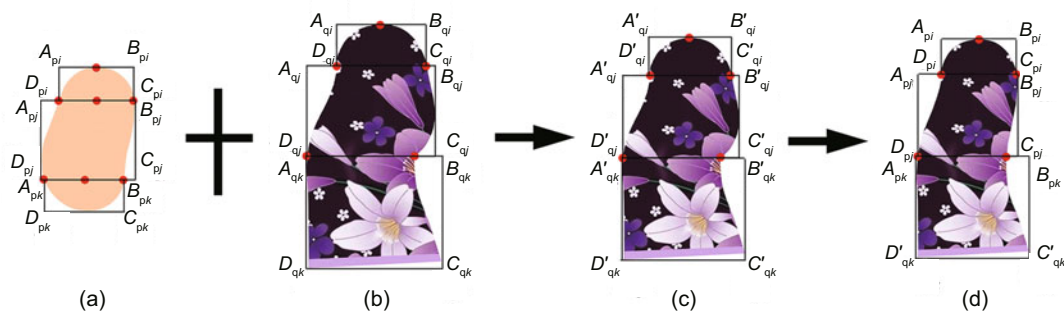 A_pi B_pi
D_pi C_pi
A_pj B_pj
D_pj C_pj
A_pk B_pk
D_pk C_pk
(a)
A_qi B_qi
D_qi C_qi
A_qj B_qj
D_qj C_qj
A_qk B_qk
D_qk C_qk
(b)
A′_qi B′_qi
D′_qi C′_qi
A′_qj B′_qj
D′_qj C′_qj
A′_qk B′_qk
D′_qk C′_qk
(c)
A_pi B_pi
D_pi C_pi
A_pj B_pj
D_pj C_pj
A_pk B_pk
D′_qk C′_qk
(d)